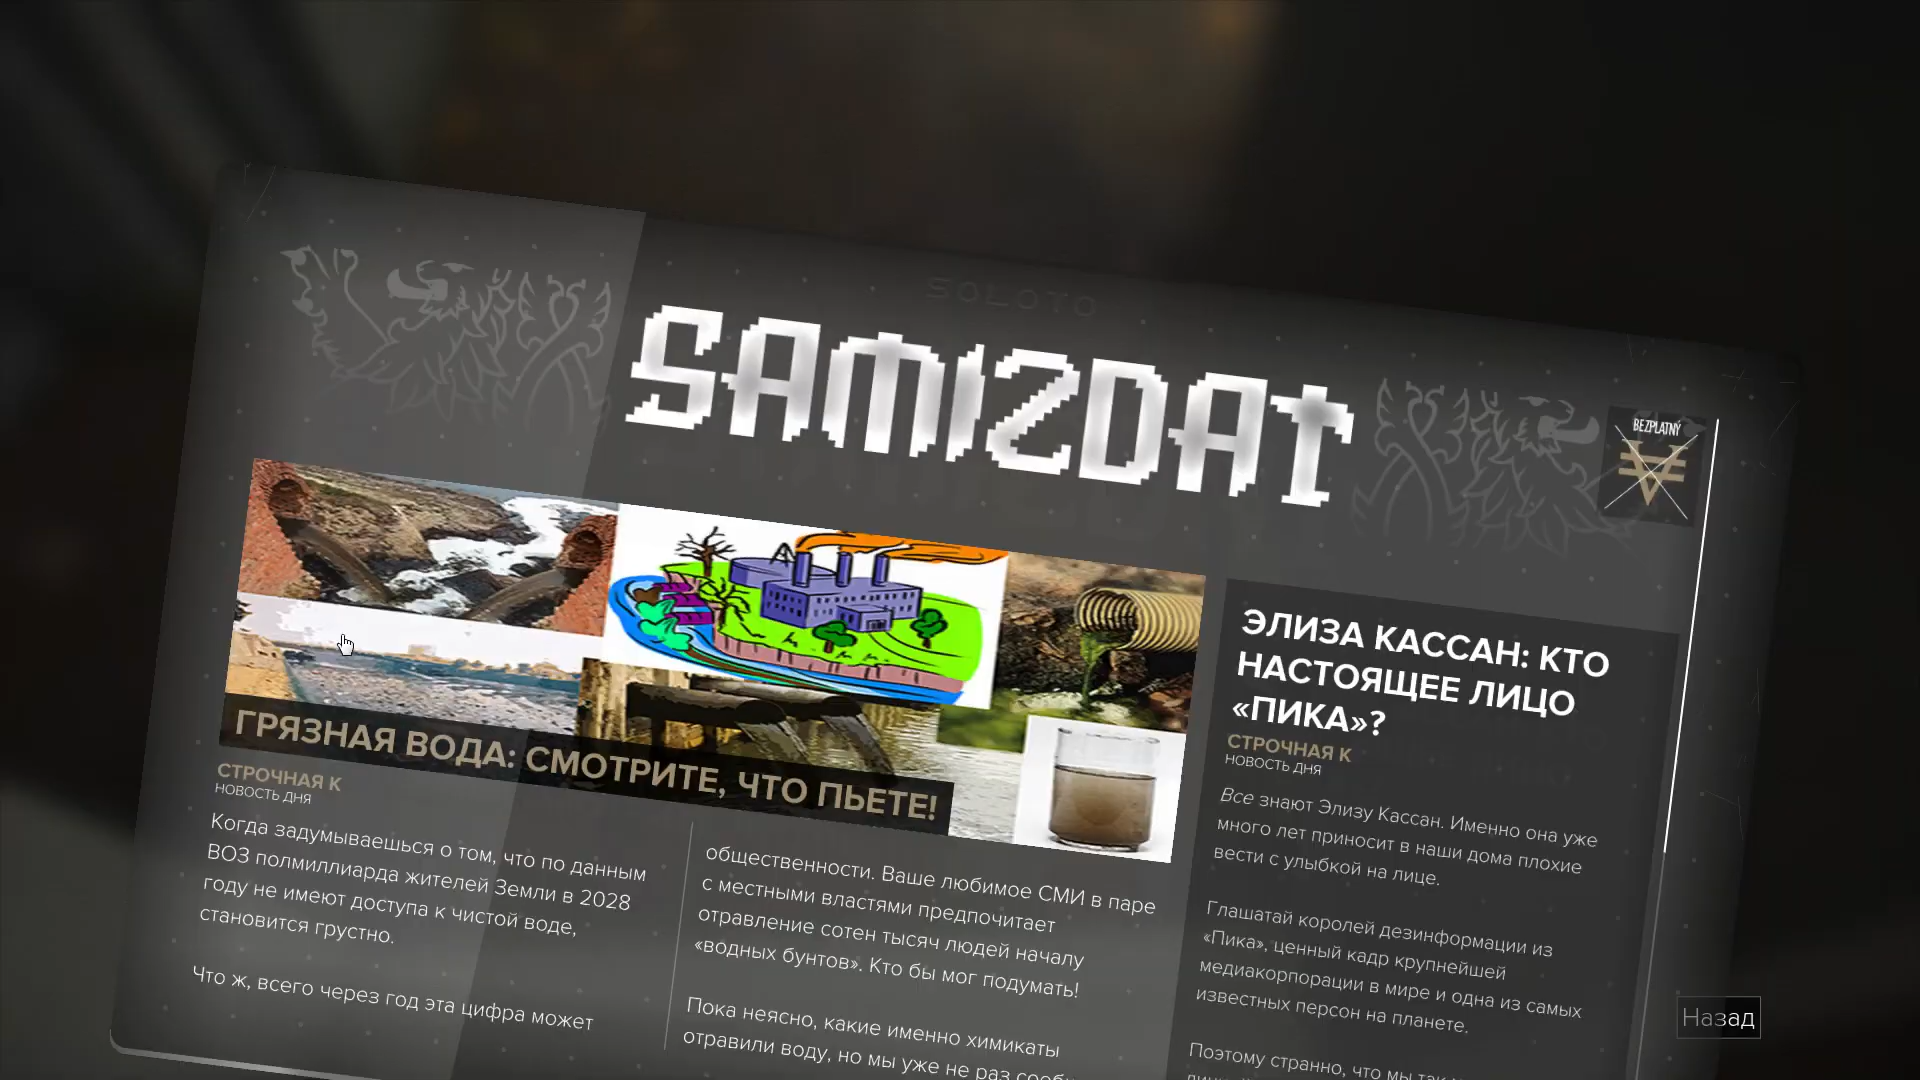 SOLOTO
SAMIZDAT
BEZPLATNÝ
ГРЯЗНАЯ ВОДА: СМОТРИТЕ, ЧТО ПЬЕТЕ!
СТРОЧНАЯ К
НОВОСТЬ ДНЯ
Когда задумываешься о том, что по данным
ВОЗ полмиллиарда жителей Земли в 2028
году не имеют доступа к чистой воде,
становится грустно.
Что ж, всего через год эта цифра может
общественности. Ваше любимое СМИ в паре
с местными властями предпочитает
отравление сотен тысяч людей началу
«водных бунтов». Кто бы мог подумать!
Пока неясно, какие именно химикаты
отравили воду, но мы уже не раз
ЭЛИЗА КАССАН: КТО
НАСТОЯЩЕЕ ЛИЦО
«ПИКА»?
СТРОЧНАЯ К
НОВОСТЬ ДНЯ
Все знают Элизу Кассан. Именно она уже
много лет приносит в наши дома плохие
вести с улыбкой на лице.
Глашатай королей дезинформации из
«Пика», ценный кадр крупнейшей
медиакорпорации в мире и одна из самых
известных персон на планете.
Поэтому странно, что мы
Назад